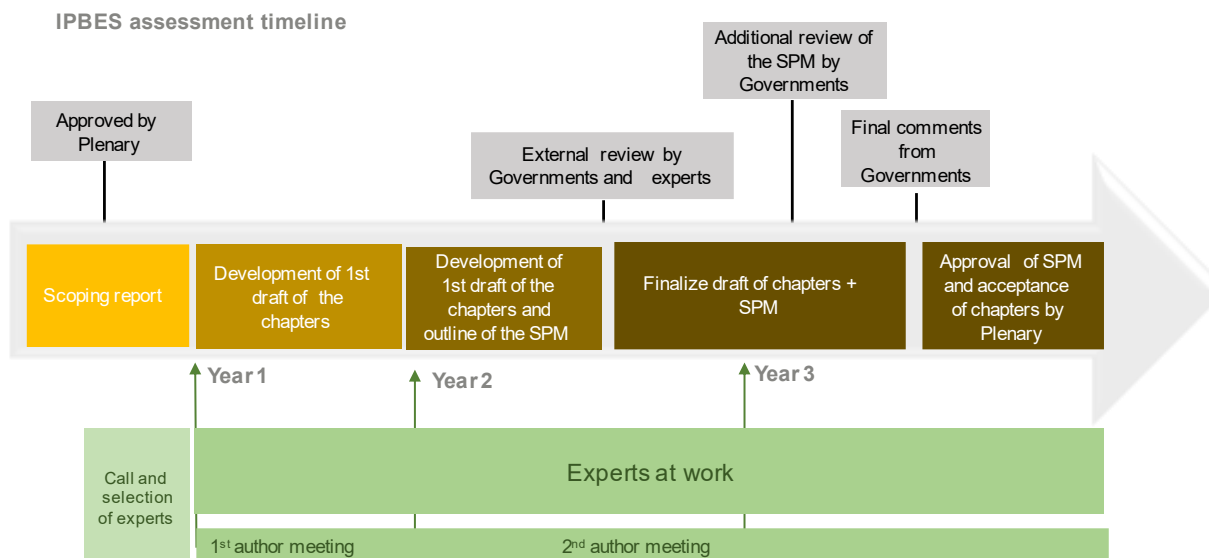 IPBES assessment timeline
Approved by
Plenary
External review by
Governments and experts
Additional review of
the SPM by
Governments
Final comments
from
Governments
Scoping report
Development of 1st
draft of the
chapters
Development of
1st draft of the
chapters and
outline of the SPM
Finalize draft of chapters +
SPM
Approval of SPM
and acceptance
of chapters by
Plenary
Year 1
Year 2
Year 3
Call and
selection
of experts
Experts at work
1st author meeting
2nd author meeting